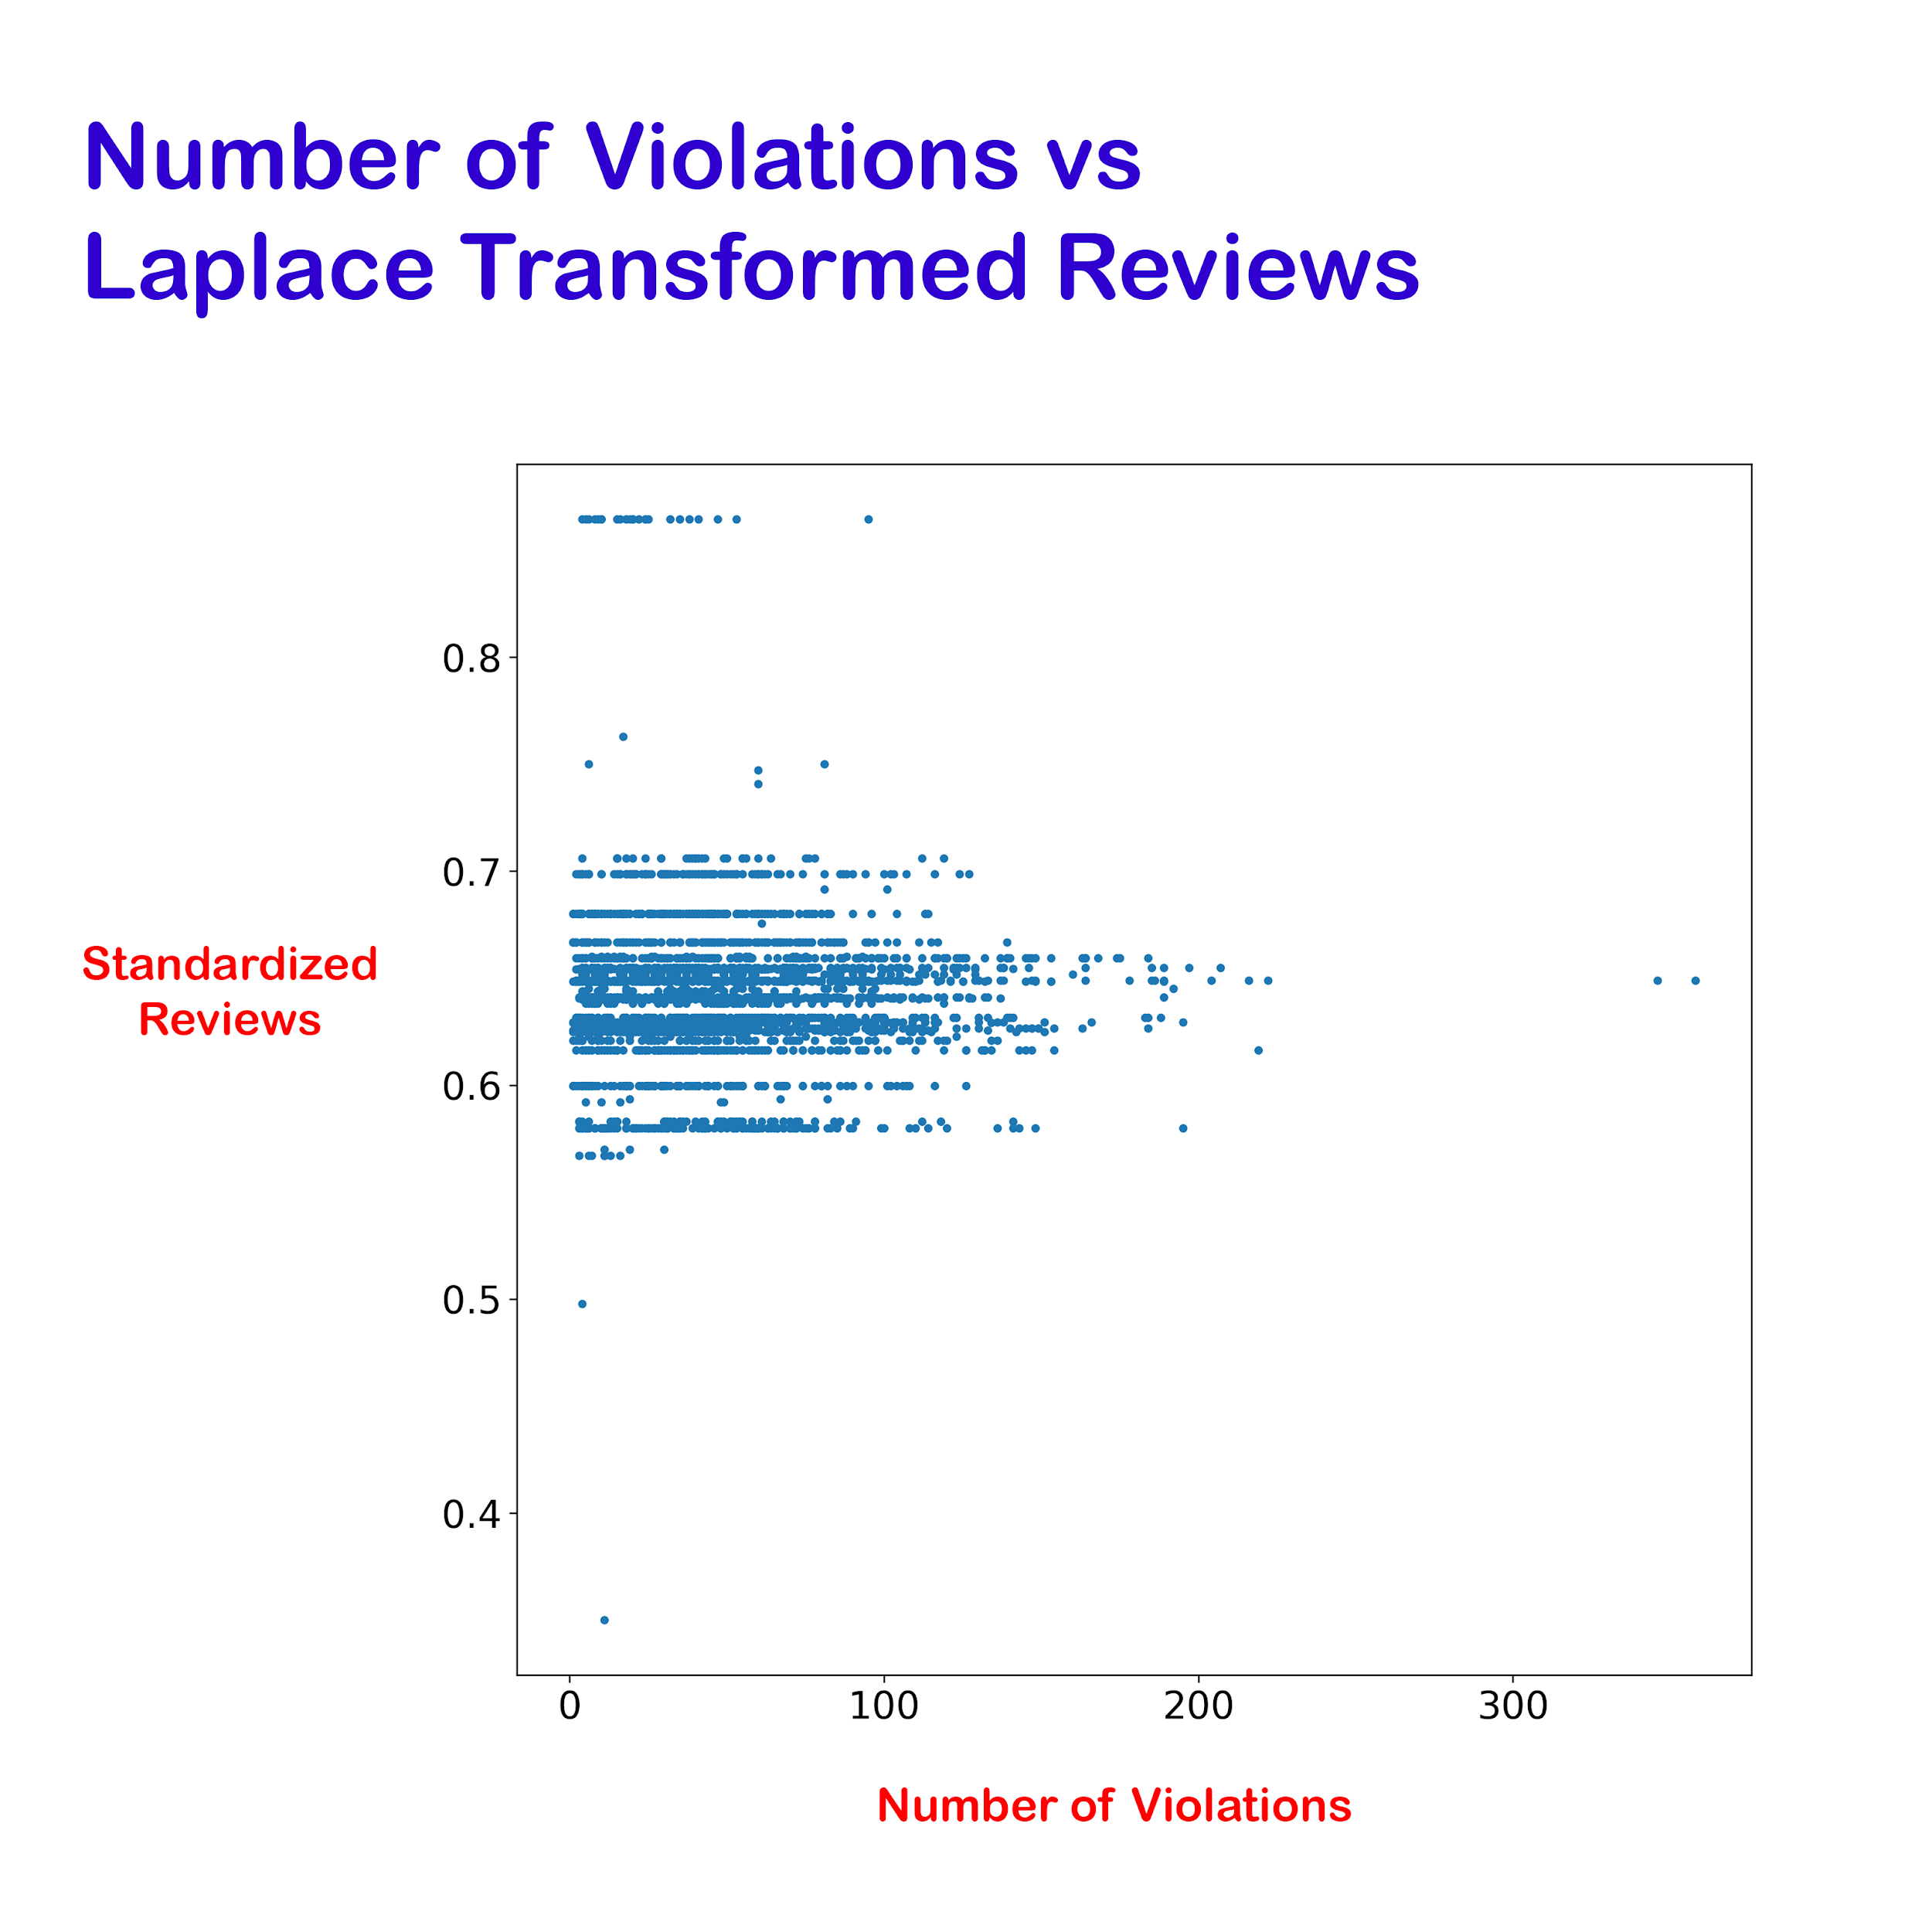 Number of Violations vs
Laplace Transformed Reviews
0.8
0.7
Standardized
Reviews
0.6
0.5
0.4
0
100
200
300
Number of Violations